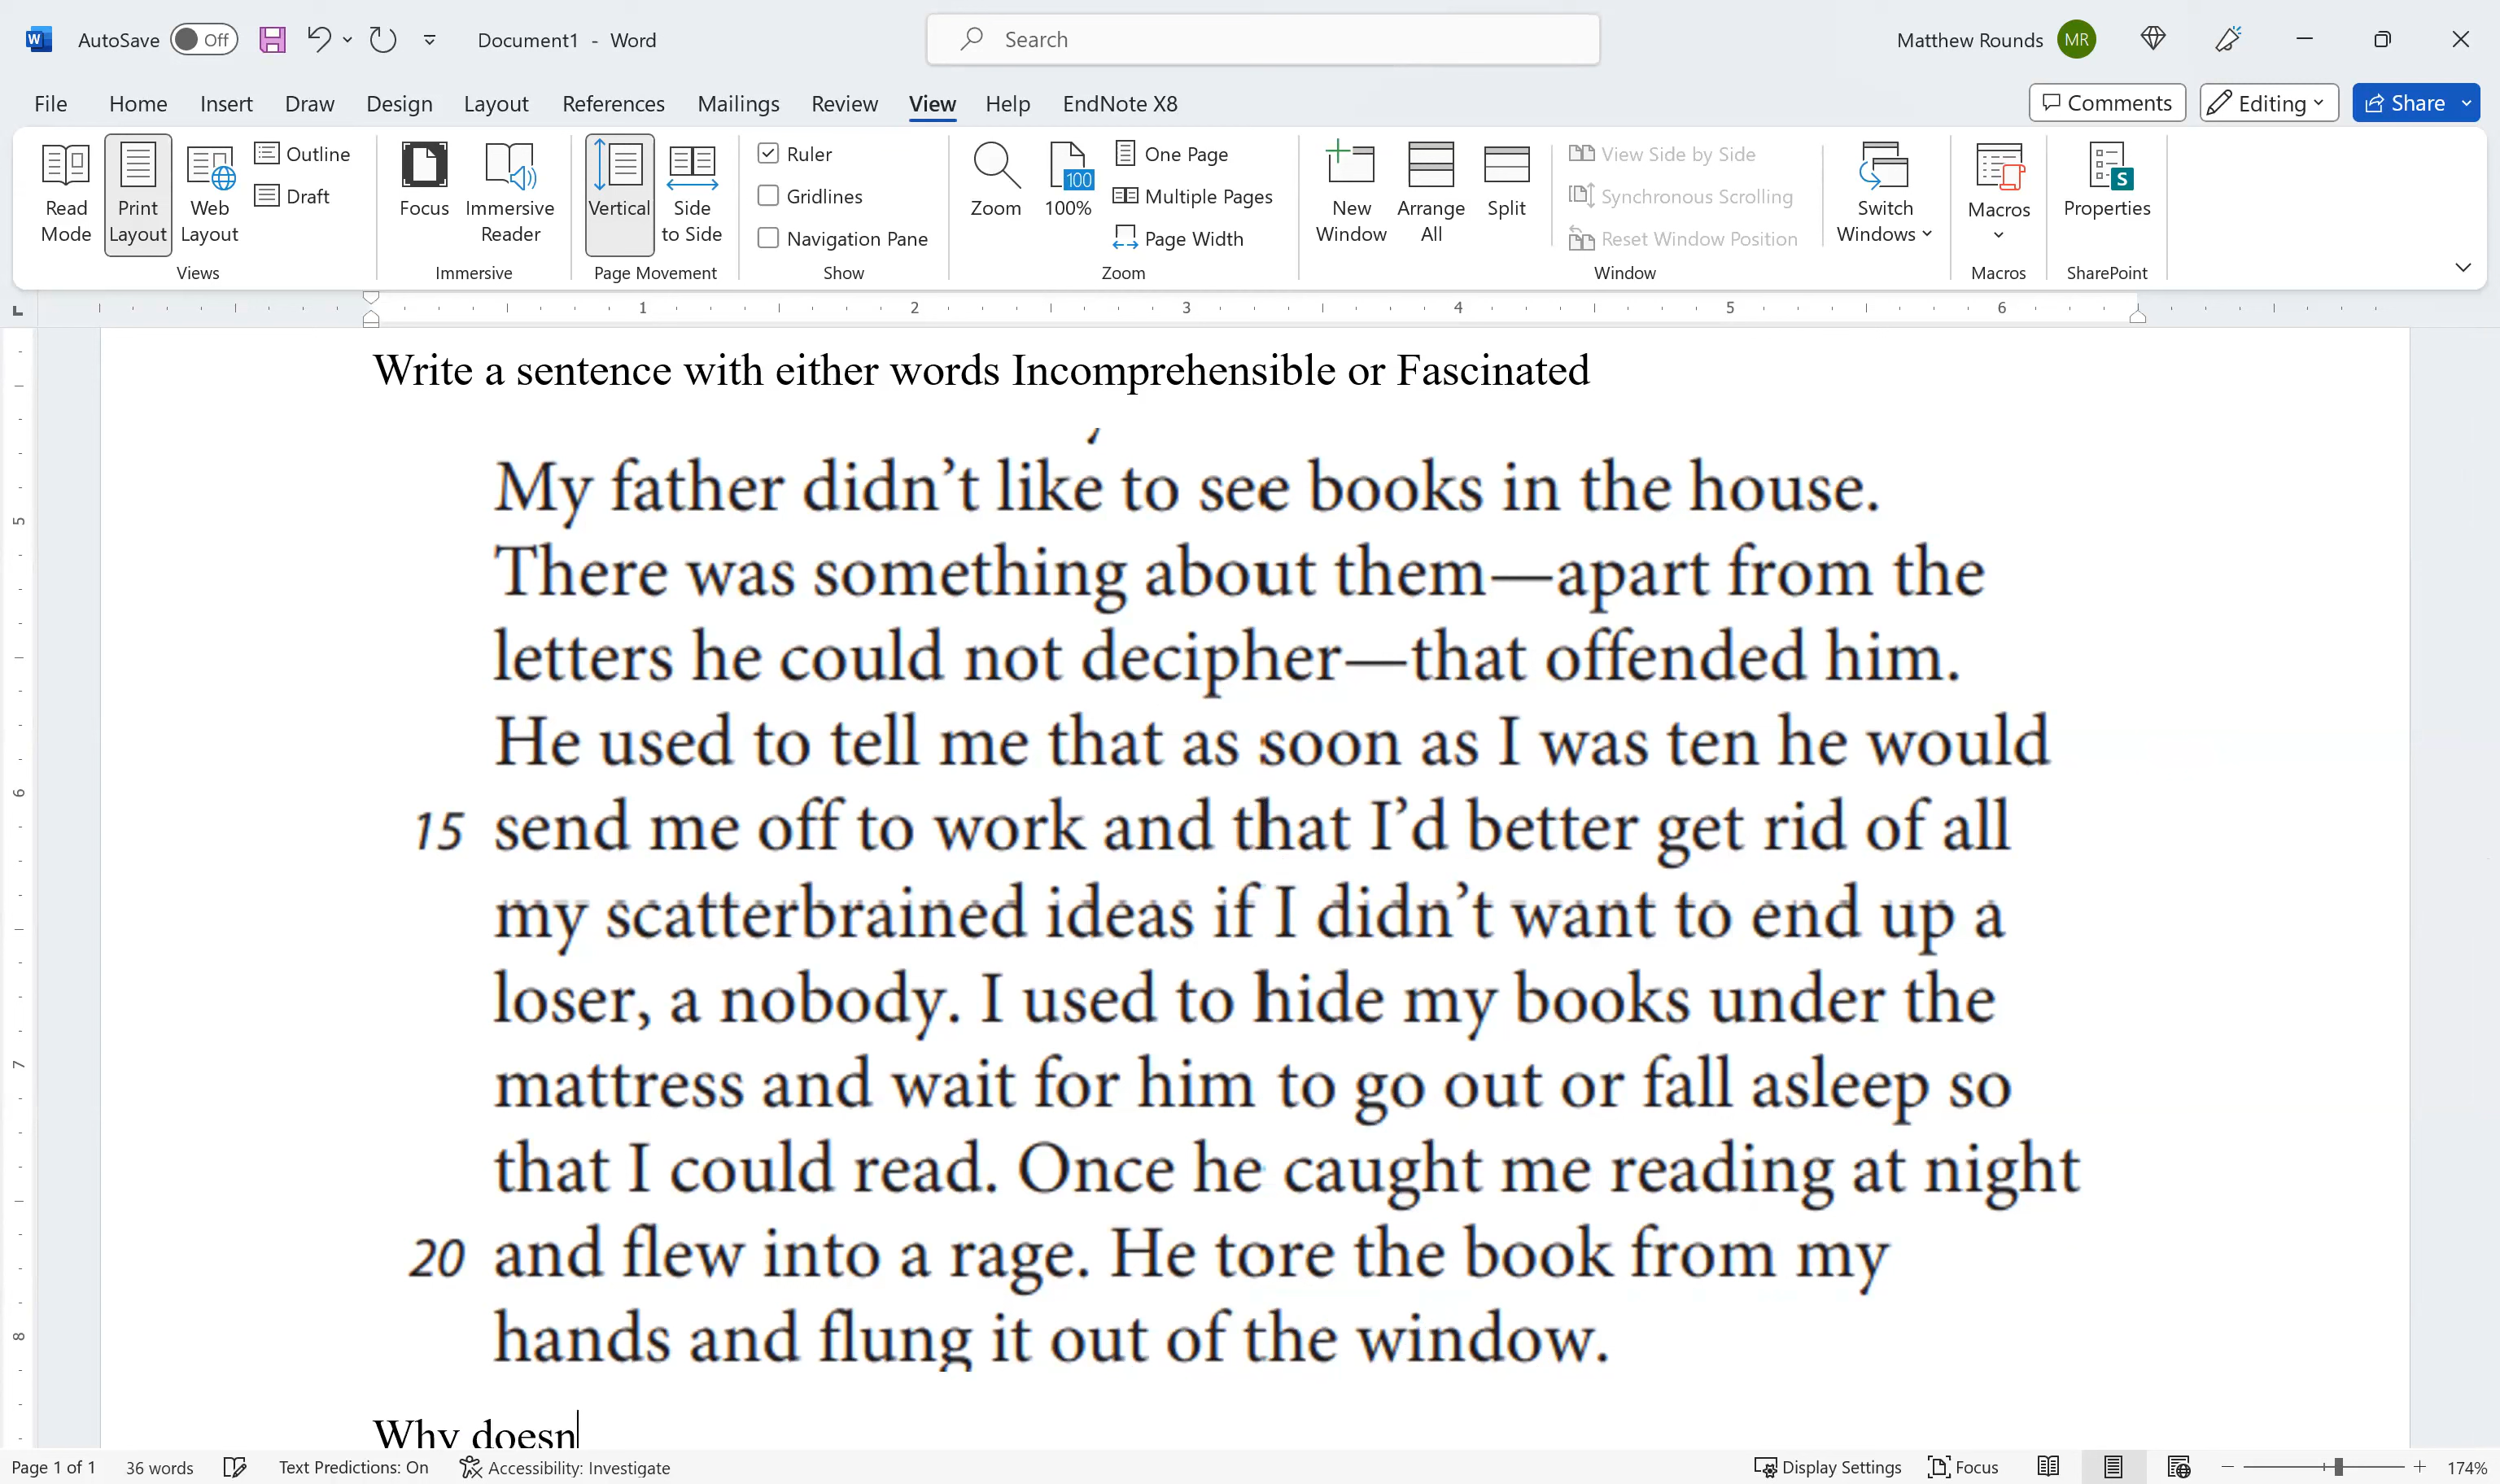 W AutoSave Off Document1 - Word Search Matthew Rounds MR
File Home Insert Draw Design Layout References Mailings Review View Help EndNote X8 Comments Editing Share
Read Mode
Print Layout
Web Layout
Outline
Draft
Views
Focus
Immersive Reader
Immersive
Vertical
Side to Side
Page Movement
Ruler
Gridlines
Navigation Pane
Show
Zoom
100
100%
One Page
Multiple Pages
Page Width
Zoom
New Window
Arrange All
Split
View Side by Side
Synchronous Scrolling
Reset Window Position
Switch Windows
Window
Macros
Macros
S
Properties
SharePoint
1 2 3 4 5 6
Write a sentence with either words Incomprehensible or Fascinated
My father didn’t like to see books in the house.
There was something about them—apart from the
letters he could not decipher—that offended him.
He used to tell me that as soon as I was ten he would
15 send me off to work and that I’d better get rid of all
my scatterbrained ideas if I didn’t want to end up a
loser, a nobody. I used to hide my books under the
mattress and wait for him to go out or fall asleep so
that I could read. Once he caught me reading at night
20 and flew into a rage. He tore the book from my
hands and flung it out of the window.
Why doesn
5
6
7
8
Page 1 of 1 36 words Text Predictions: On Accessibility: Investigate Display Settings Focus 174%